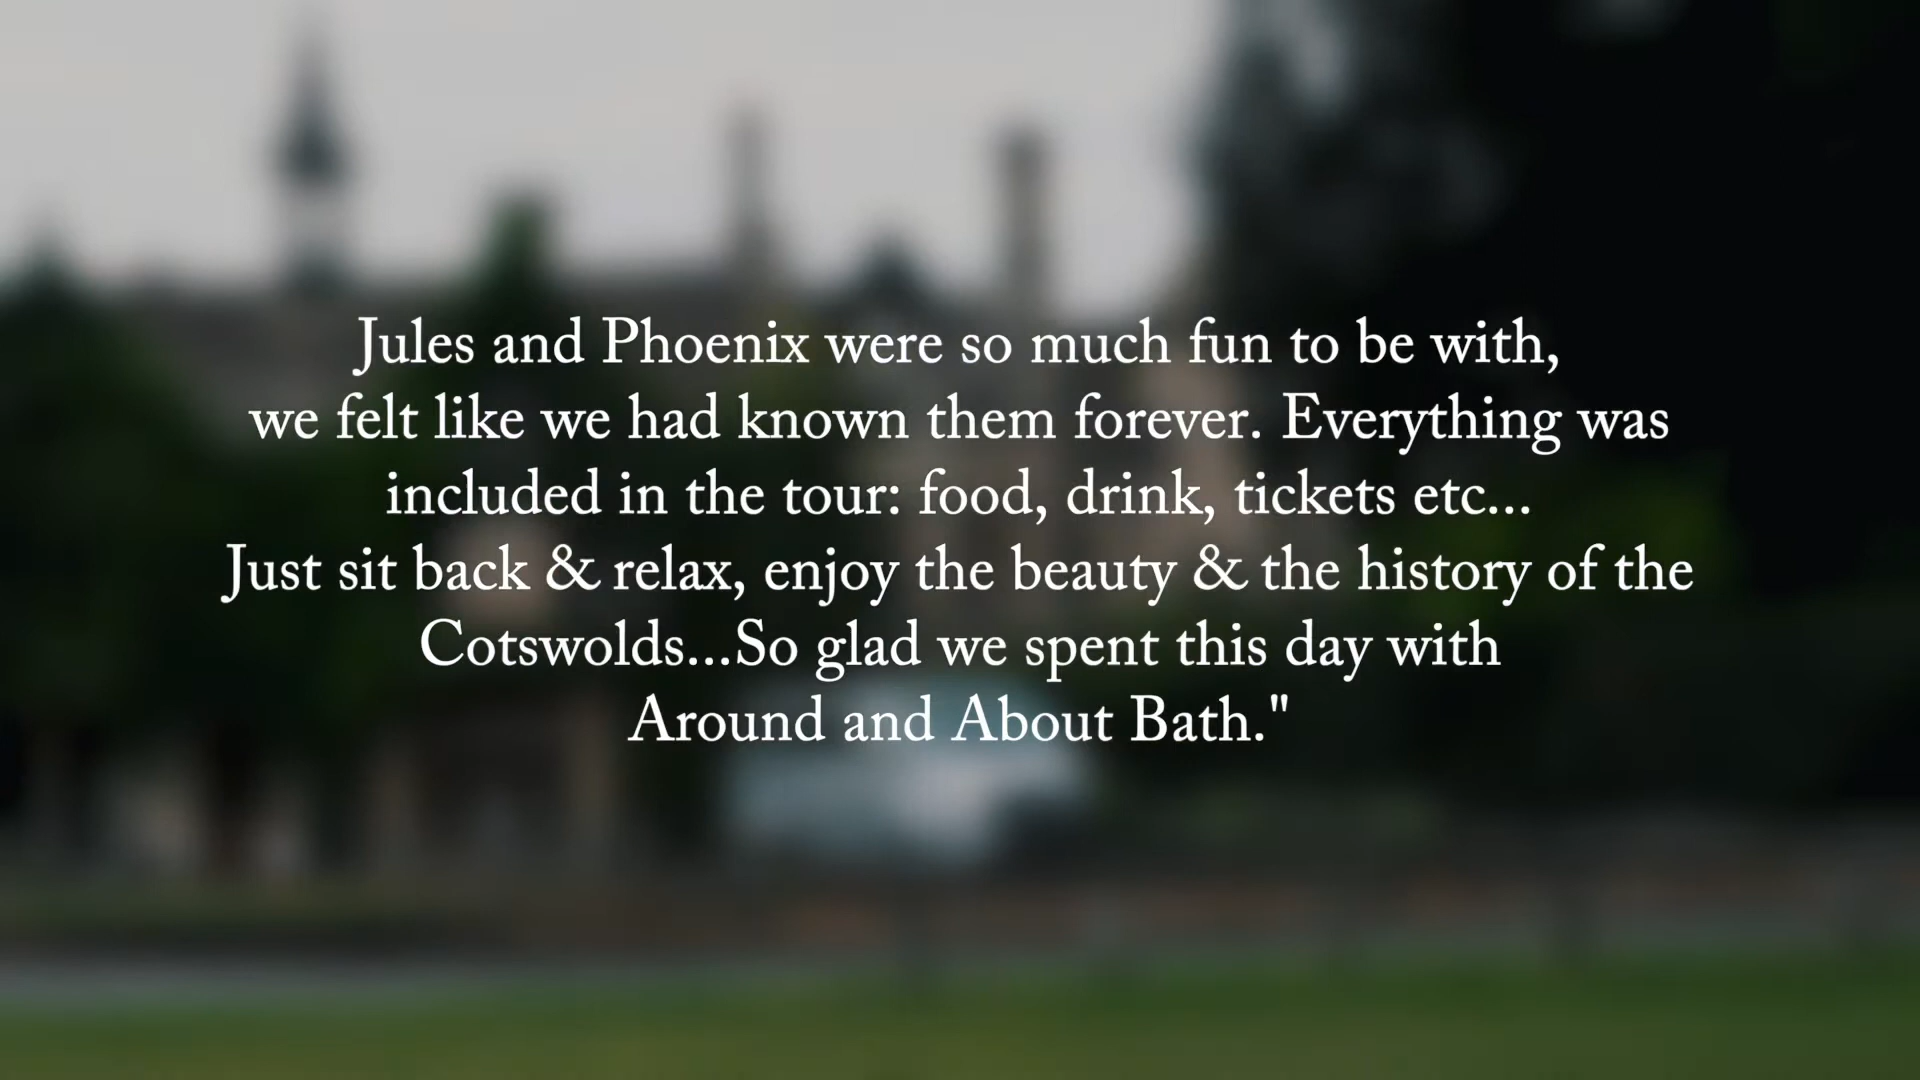 Jules and Phoenix were so much fun to be with,
we felt like we had known them forever. Everything was
included in the tour: food, drink, tickets etc...
Just sit back & relax, enjoy the beauty & the history of the
Cotswolds...So glad we spent this day with
Around and About Bath."